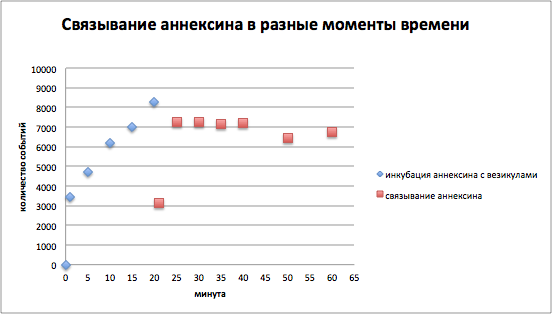 Связывание аннексина в разные моменты времени
количество событий
10000
9000
8000
7000
6000
5000
4000
3000
2000
1000
0
0 5 10 15 20 25 30 35 40 45 50 55 60 65
минута
инкубация аннексина с везикулами
связывание аннексина